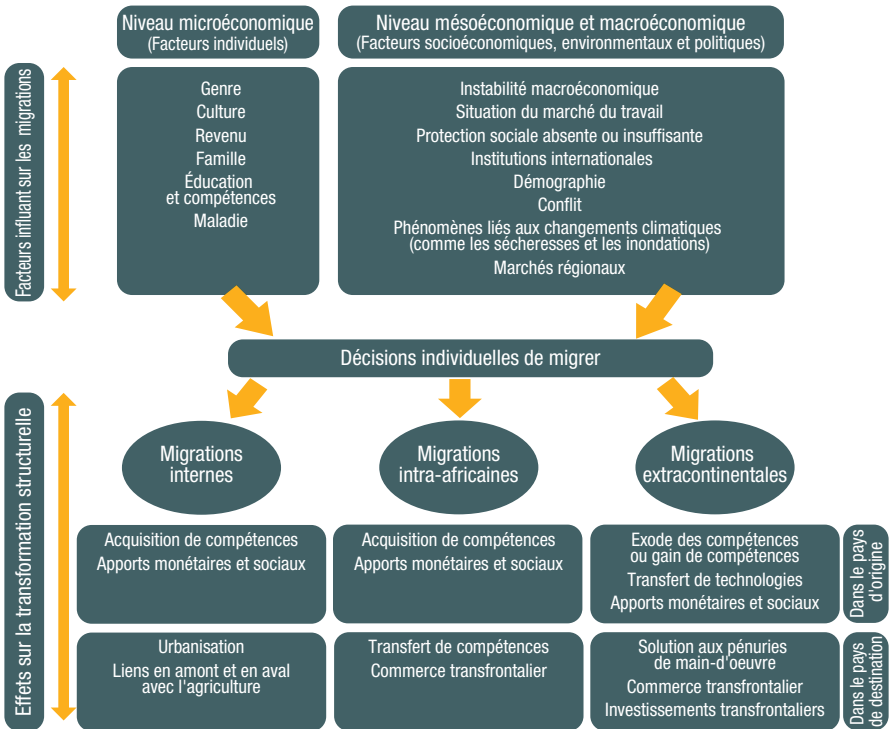 Niveau microéconomique
(Facteurs individuels)
Niveau mésoéconomique et macroéconomique
(Facteurs socioéconomiques, environmentaux et politiques)
Facteurs influant sur les migrations
Genre
Culture
Revenu
Famille
Éducation
et compétences
Maladie
Instabilité macroéconomique
Situation du marché du travail
Protection sociale absente ou insuffisante
Institutions internationales
Démographie
Conflit
Phénomènes liés aux changements climatiques
(comme les sécheresses et les inondations)
Marchés régionaux
Décisions individuelles de migrer
Effets sur la transformation structurelle
Migrations
internes
Migrations
intra-africaines
Migrations
extracontinentales
Acquisition de compétences
Apports monétaires et sociaux
Acquisition de compétences
Apports monétaires et sociaux
Exode des compétences
ou gain de compétences
Transfert de technologies
Apports monétaires et sociaux
Dans le pays
d'origine
Urbanisation
Liens en amont et en aval
avec l'agriculture
Transfert de compétences
Commerce transfrontalier
Solution aux pénuries
de main-d'oeuvre
Commerce transfrontalier
Investissements transfrontaliers
Dans le pays
de destination